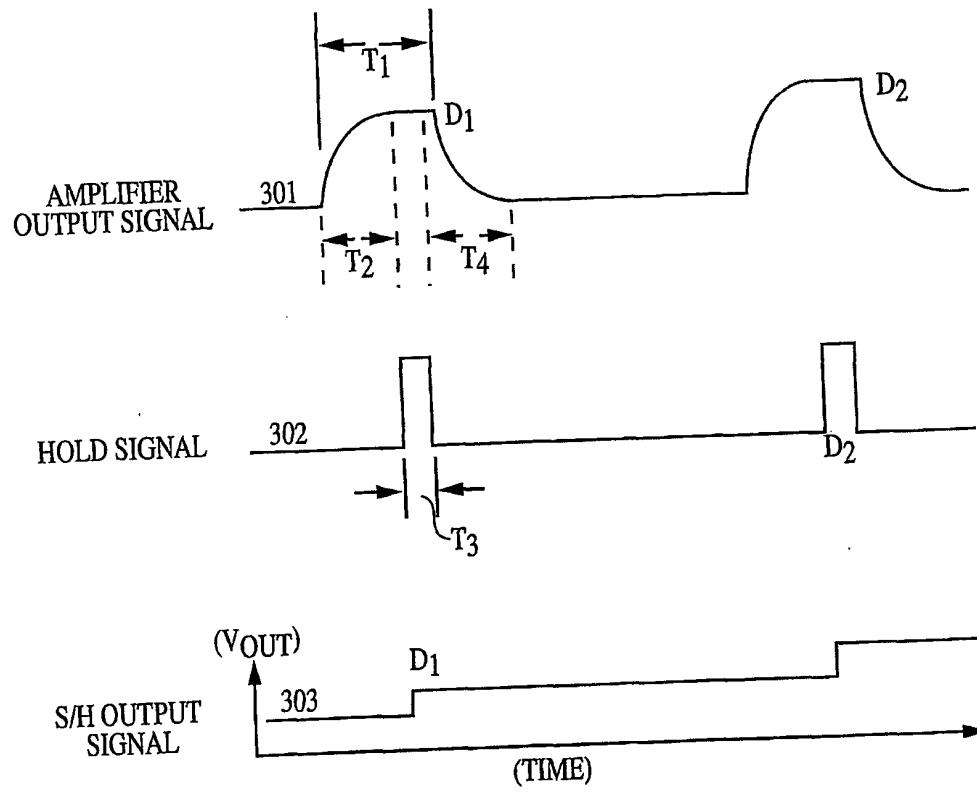 T1
D1
D2
AMPLIFIER
OUTPUT SIGNAL
301
T2
T4
HOLD SIGNAL
302
D2
T3
(VOUT)
D1
S/H OUTPUT
SIGNAL
303
(TIME)